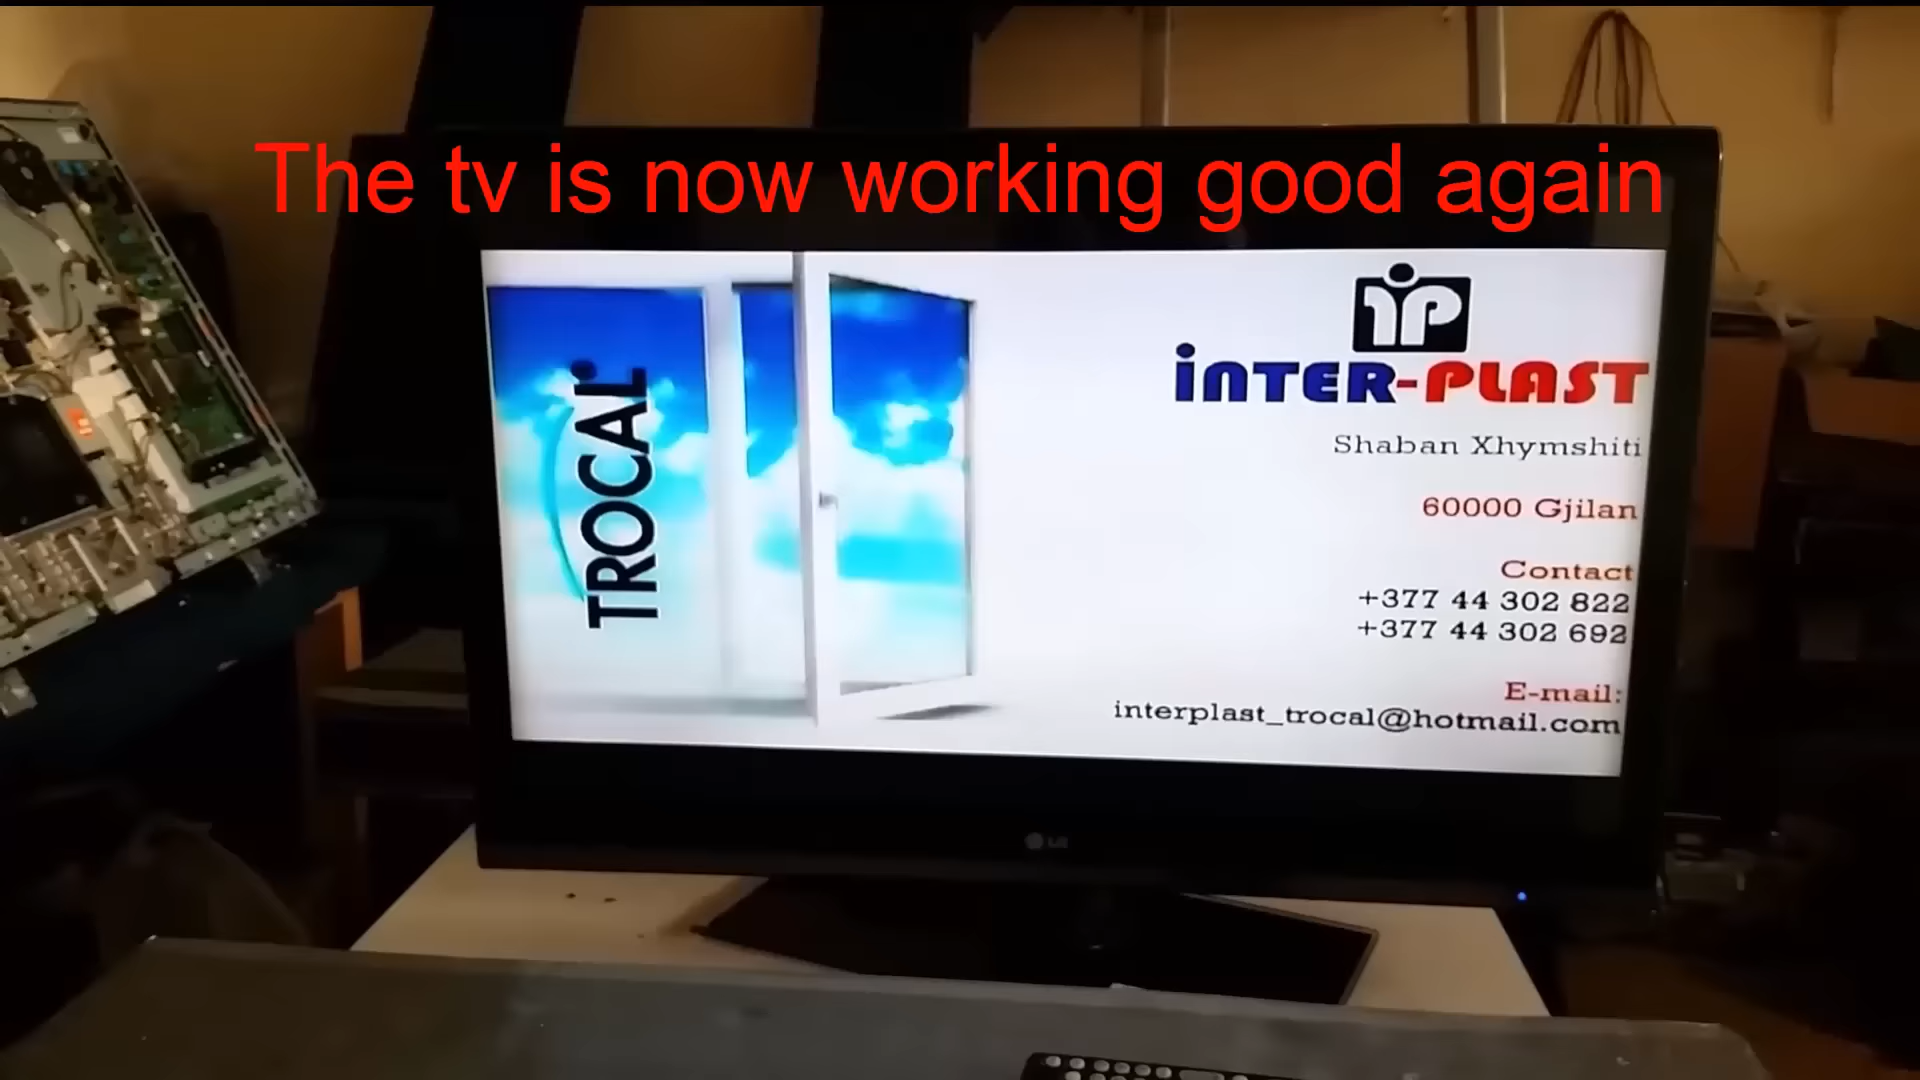 The tv is now working good again
TROCAL
iP
iNTER-PLAST
Shaban Xhymshiti
60000 Gjilan
Contact
+377 44 302 822
+377 44 302 692
E-mail:
interplast_trocal@hotmail.com
LG